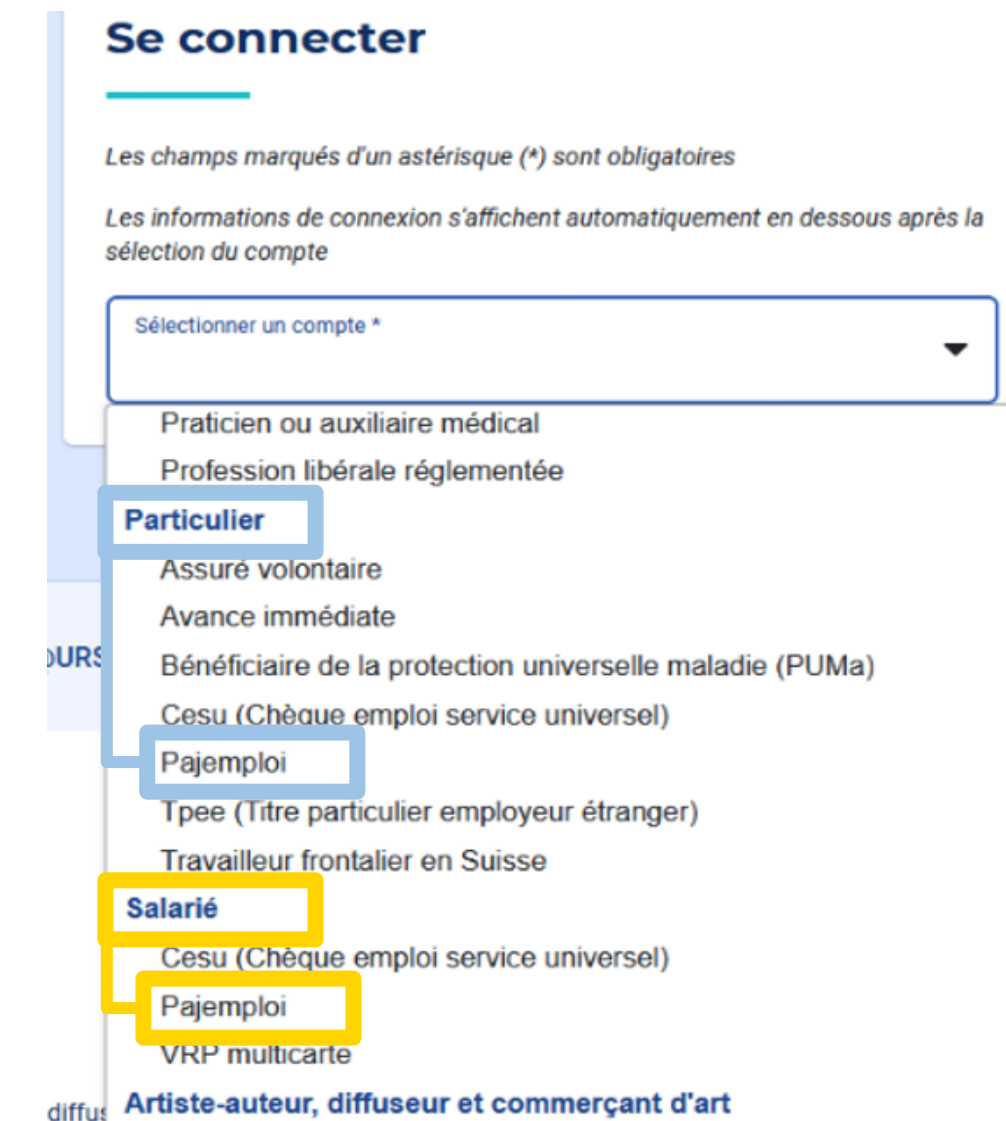 Se connecter
Les champs marqués d'un astérisque (*) sont obligatoires
Les informations de connexion s'affichent automatiquement en dessous après la
sélection du compte
Sélectionner un compte *
Praticien ou auxiliaire médical
Profession libérale réglementée
Particulier
Assuré volontaire
Avance immédiate
Bénéficiaire de la protection universelle maladie (PUMa)
Cesu (Chèque emploi service universel)
Pajemploi
Tpee (Titre particulier employeur étranger)
Travailleur frontalier en Suisse
Salarié
Cesu (Chèque emploi service universel)
Pajemploi
VRP multicarte
Artiste-auteur, diffuseur et commerçant d'art